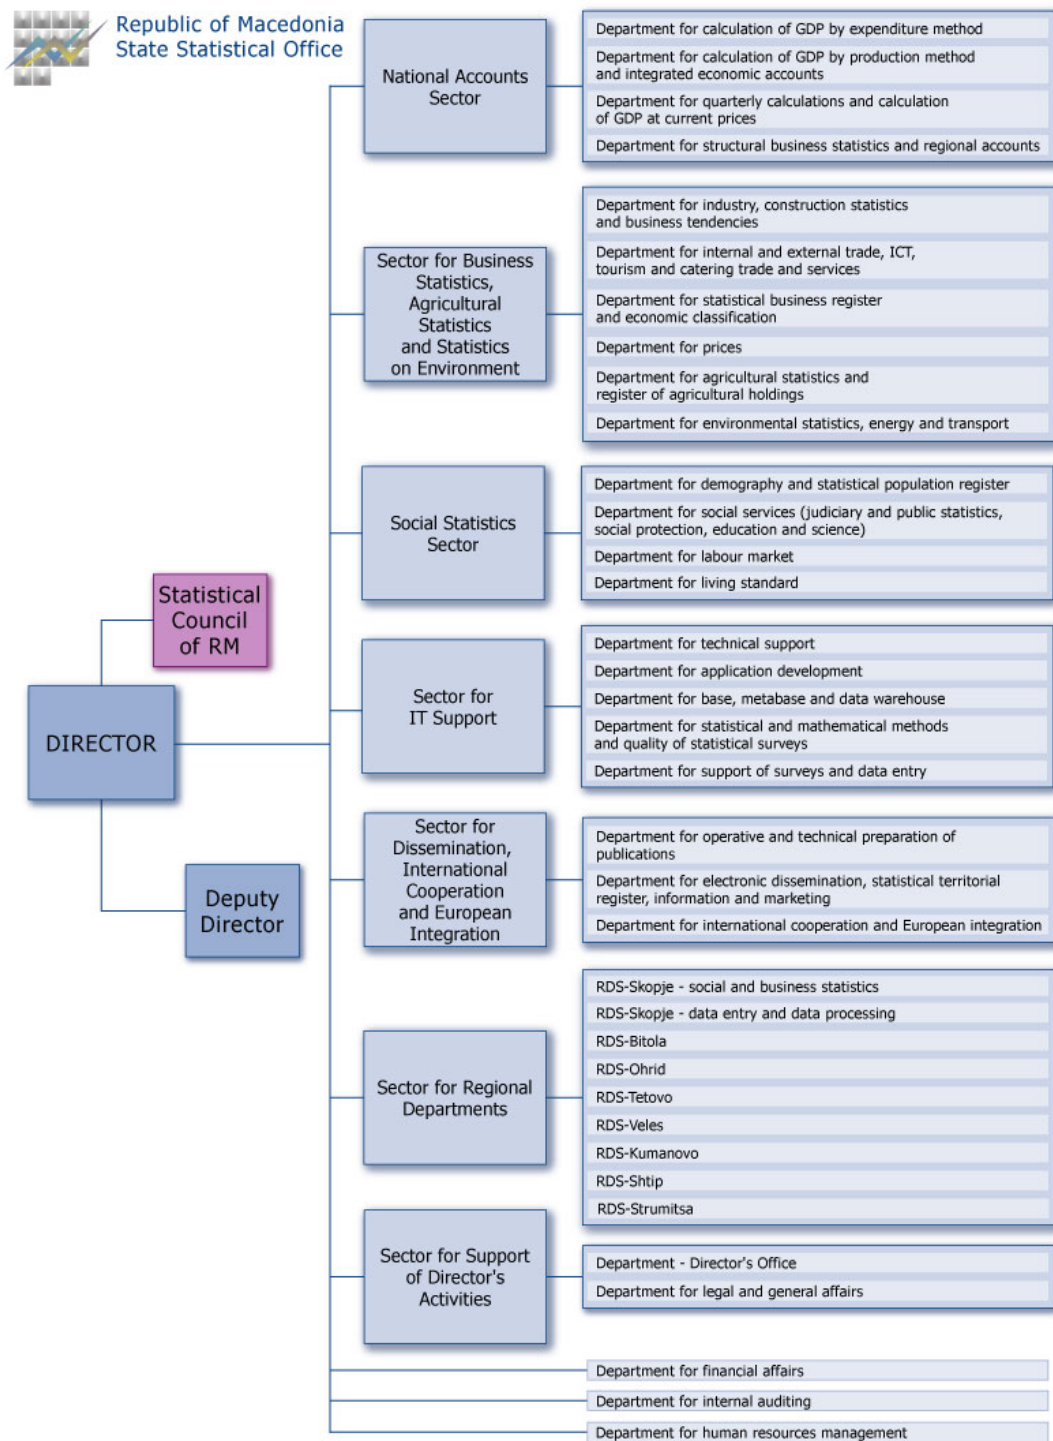 Republic of Macedonia
State Statistical Office
National Accounts
Sector
Department for calculation of GDP by expenditure method
Department for calculation of GDP by production method
and integrated economic accounts
Department for quarterly calculations and calculation
of GDP at current prices
Department for structural business statistics and regional accounts
Sector for Business
Statistics,
Agricultural
Statistics
and Statistics
on Environment
Department for industry, construction statistics
and business tendencies
Department for internal and external trade, ICT,
tourism and catering trade and services
Department for statistical business register
and economic classification
Department for prices
Department for agricultural statistics and
register of agricultural holdings
Department for environmental statistics, energy and transport
Social Statistics
Sector
Department for demography and statistical population register
Department for social services (judiciary and public statistics,
social protection, education and science)
Department for labour market
Department for living standard
Statistical
Council
of RM
DIRECTOR
Deputy
Director
Sector for
IT Support
Department for technical support
Department for application development
Department for base, metabase and data warehouse
Department for statistical and mathematical methods
and quality of statistical surveys
Department for support of surveys and data entry
Sector for
Dissemination,
International
Cooperation
and European
Integration
Department for operative and technical preparation of
publications
Department for electronic dissemination, statistical territorial
register, information and marketing
Department for international cooperation and European integration
Sector for Regional
Departments
RDS-Skopje - social and business statistics
RDS-Skopje - data entry and data processing
RDS-Bitola
RDS-Ohrid
RDS-Tetovo
RDS-Veles
RDS-Kumanovo
RDS-Shtip
RDS-Strumitsa
Sector for Support
of Director's
Activities
Department - Director's Office
Department for legal and general affairs
Department for financial affairs
Department for internal auditing
Department for human resources management